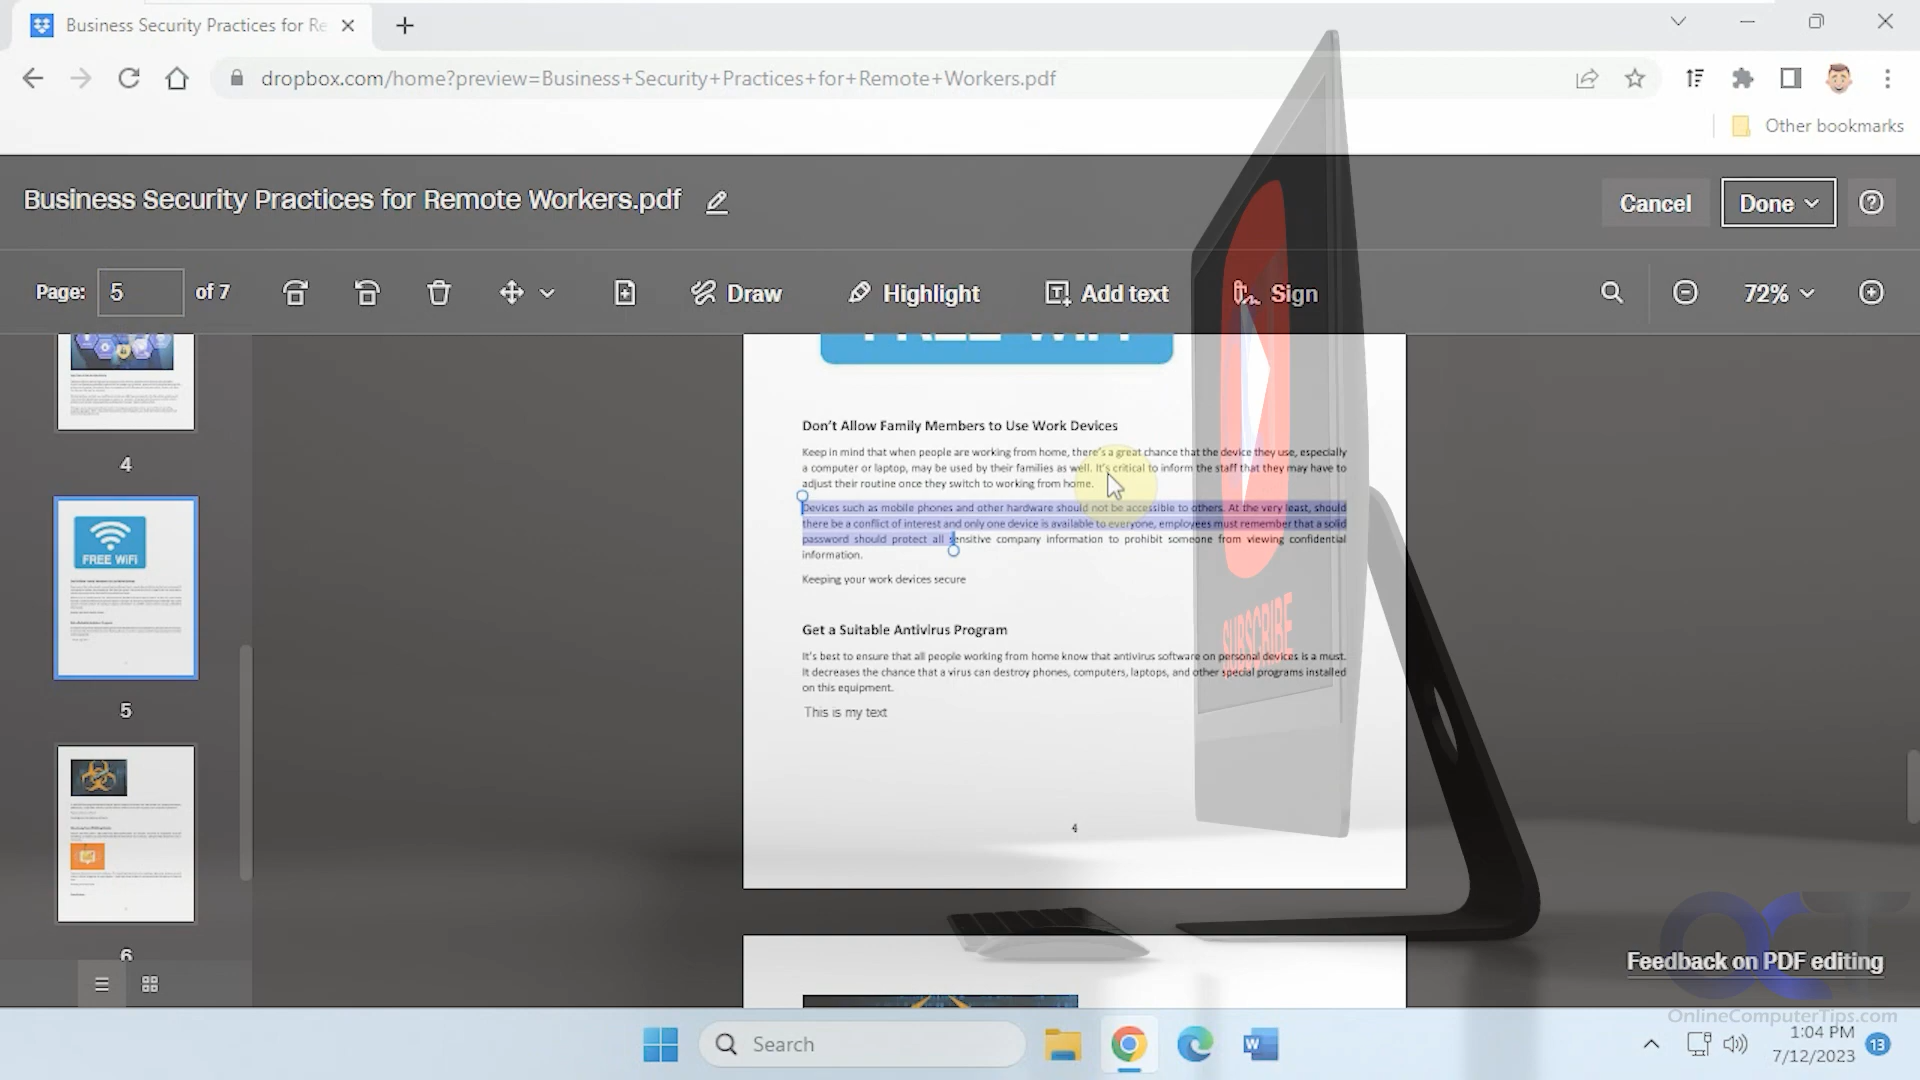 Business Security Practices for Re
dropbox.com/home?preview=Business+Security+Practices+for+Remote+Workers.pdf
Other bookmarks
Business Security Practices for Remote Workers.pdf
Cancel
Done
Page:
5
of 7
Draw
Highlight
Add text
Sign
72%
FREE WiFi
Don't Allow Family Members to Use Work Devices
Keep in mind that when people are working from home, there's a great chance that the device they use, especially
a computer or laptop, may be used by their families as well. It's critical to inform the staff that they may have to
adjust their routine once they switch to working from home.
Devices such as mobile phones and other hardware should not be accessible to others. At the very least, should
there be a conflict of interest and only one device is available to everyone, employees must remember that a solid
password should protect all sensitive company information to prohibit someone from viewing confidential
information.
Keeping your work devices secure
Get a Suitable Antivirus Program
It's best to ensure that all people working from home know that antivirus software on personal devices is a must.
It decreases the chance that a virus can destroy phones, computers, laptops, and other special programs installed
on this equipment.
This is my text
4
SUBSCRIBE
4
FREE WiFi
5
6
Feedback on PDF editing
OCT
OnlineComputerTips.com
Search
1:04 PM
7/12/2023
13